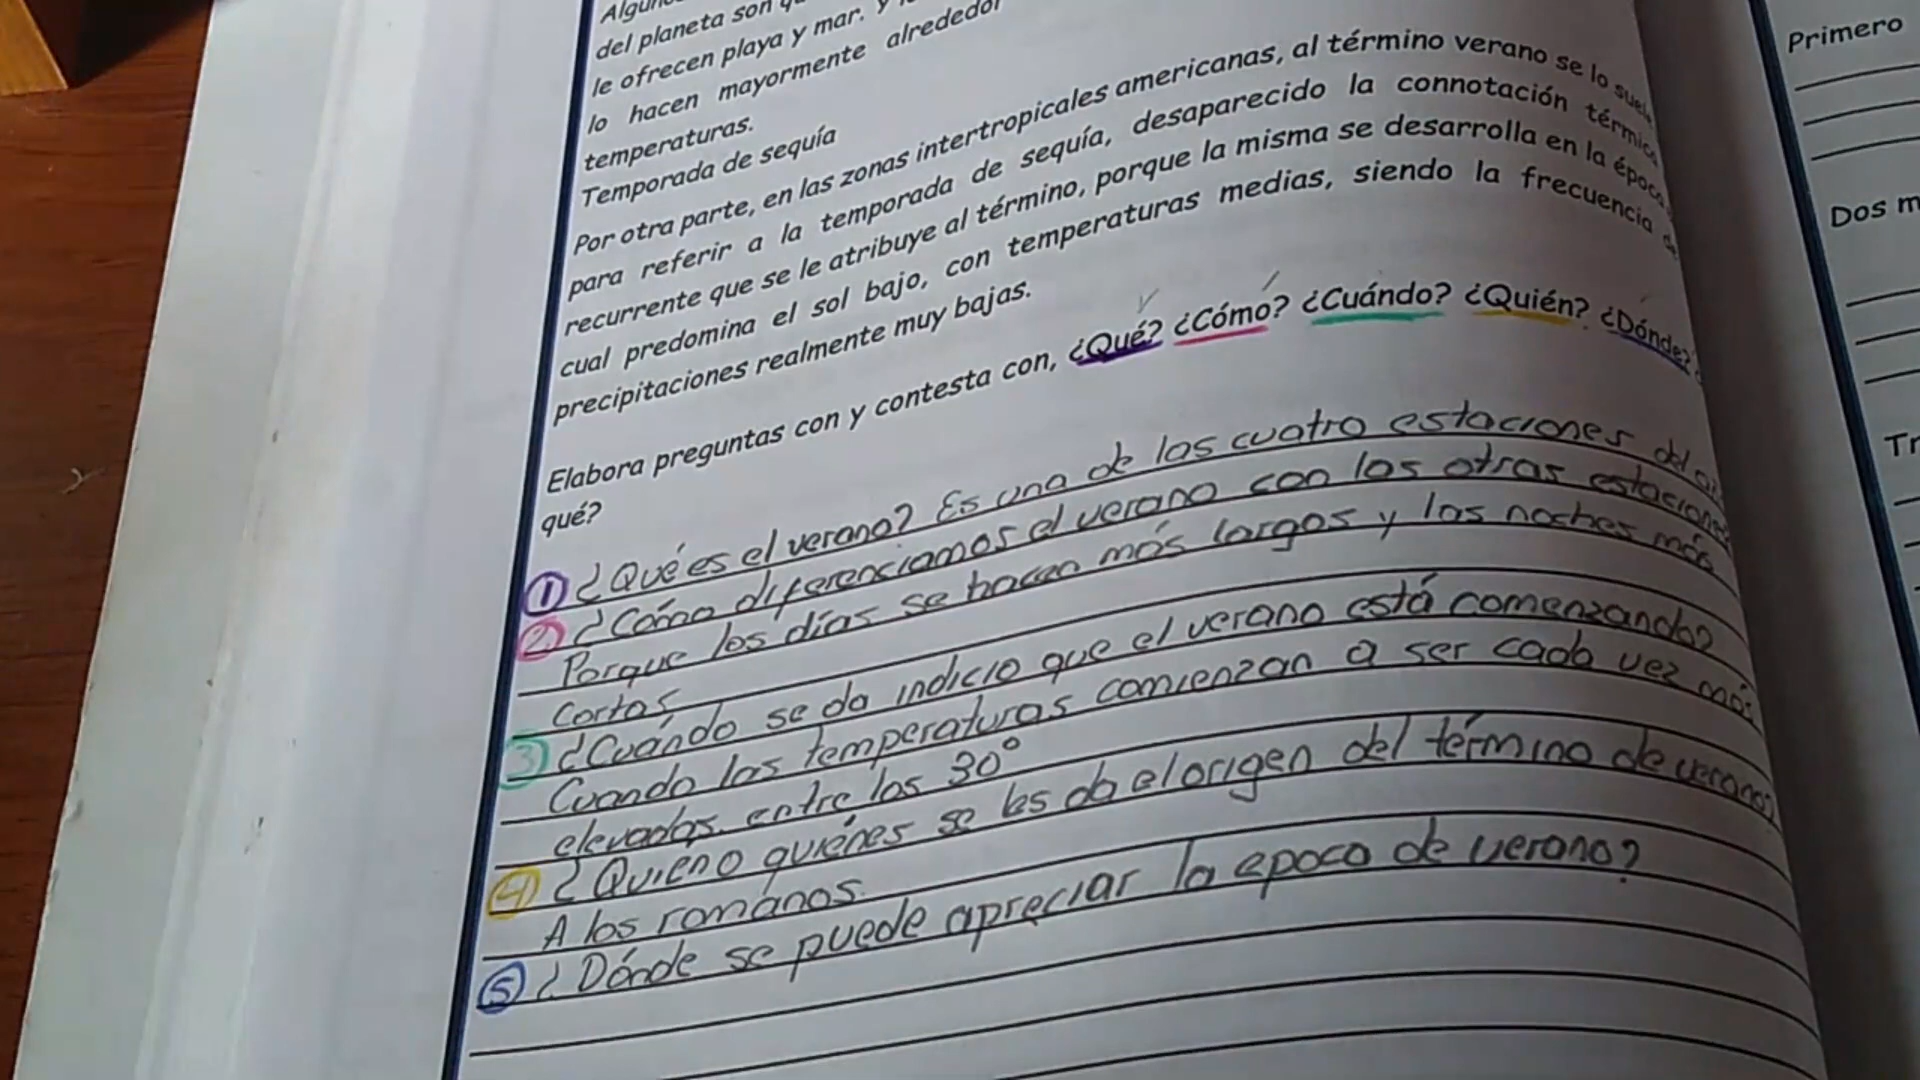 del planeta son
le ofrecen playa y mar. y
lo hacen mayormente alrededor
temperaturas.
Temporada de sequía
Por otra parte, en las zonas intertropicales americanas, al término verano se lo
para referir a la temporada de sequía, desaparecido la connotación térmica
recurrente que se le atribuye al término, porque la misma se desarrolla en la época
cual predomina el sol bajo, con temperaturas medias, siendo la frecuencia
precipitaciones realmente muy bajas.
Elabora preguntas con y contesta con, ¿Qué? ¿Cómo? ¿Cuándo? ¿Quién? ¿Dónde?
qué?
1 ¿Qué es el verano? Es una de las cuatro estaciones del
2 ¿Cómo diferenciamos el verano con las otras estaciones
Porque los días se hacen más largos y las noches más
cortas
3 ¿Cuándo se da indicio que el verano está comenzando?
Cuando las temperaturas comienzan a ser cada vez más
elevadas. entre los 30°
4 ¿Quien o quiénes se les da el origen del término de verano?
A los romános.
5 ¿Dónde se puede apreciar la epoca de verano?
Primero
Dos m
Tr